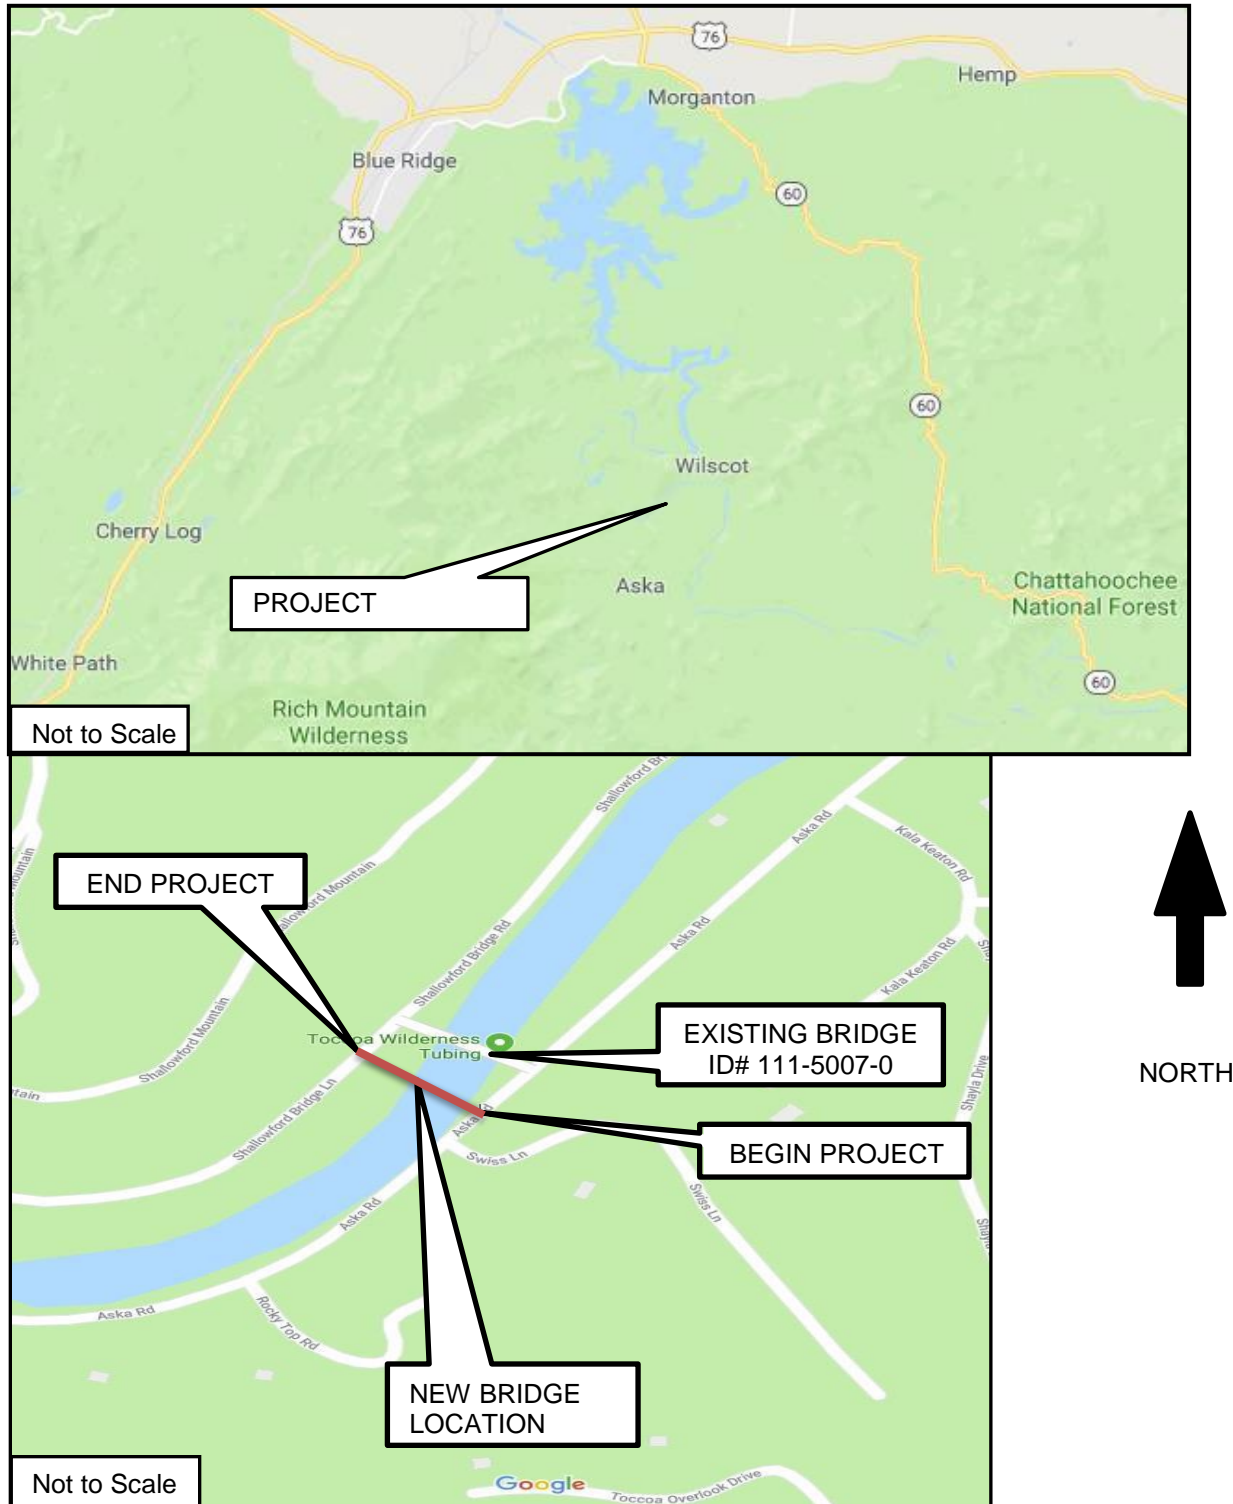 76
Hemp
Morganton
Blue Ridge
60
76
60
Wilscot
Cherry Log
Aska
Chattahoochee
National Forest
PROJECT
White Path
60
Rich Mountain
Wilderness
Not to Scale
Shallowford Br
Aska Rd
Kala Keaton Rd
END PROJECT
Mountain
allowford Mountain
Aska Rd
Shallowford Bridge Rd
Kala Keaton Rd
Shallowford Mountain
EXISTING BRIDGE
ID# 111-5007-0
Toccoa Wilderness
Tubing
NORTH
tain
Shallowford Bridge Ln
Shayla Drive
Aska
BEGIN PROJECT
Swiss Ln
Swiss Ln
Aska Rd
Shayla
Aska Rd
Rocky Top Rd
NEW BRIDGE
LOCATION
Not to Scale
Google
Toccoa Overlook Drive